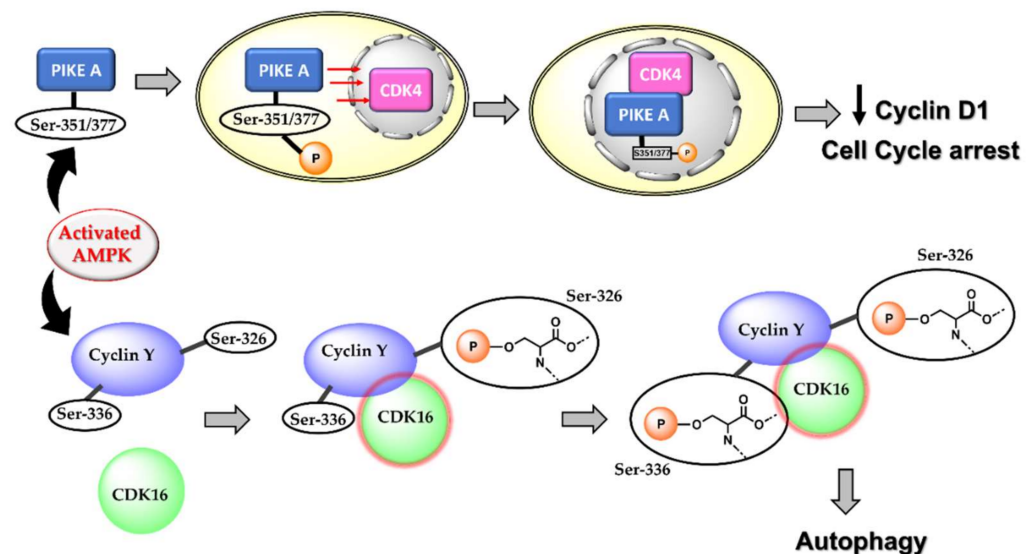 PIKE A
Ser-351/377
PIKE A
Ser-351/377
P
CDK4
CDK4
PIKE A
S351/377
P
Cyclin D1
Cell Cycle arrest
Activated
AMPK
Cyclin Y
Ser-326
Ser-336
CDK16
Cyclin Y
Ser-336
CDK16
Ser-326
P
O
O
O
N
Cyclin Y
CDK16
Ser-326
P
O
O
O
N
P
O
O
O
N
Ser-336
Autophagy